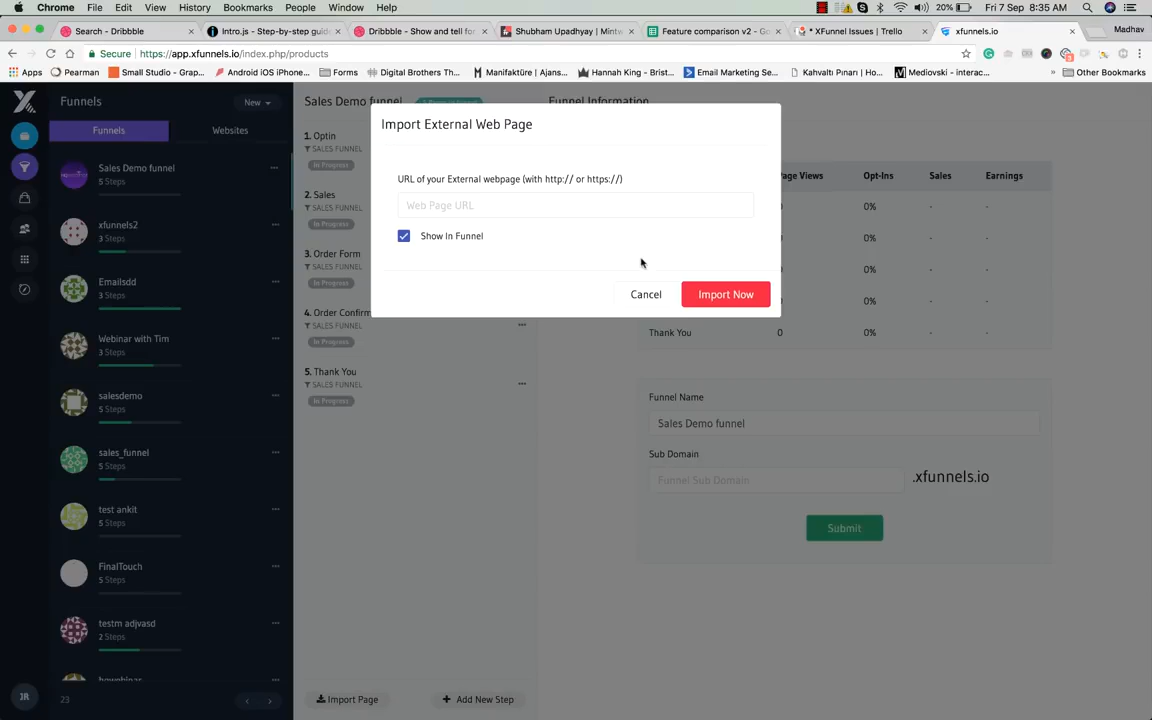 Chrome File Edit View History Bookmarks People Window Help
20% Fri 7 Sep 8:35 AM
Search - Dribbble
Intro.js - Step-by-step guide
Dribbble - Show and tell for
Shubham Upadhyay | Mintw
Feature comparison v2 - Go
* XFunnel Issues | Trello
xfunnels.io
Madhav
Secure https://app.xfunnels.io/index.php/products
Apps
Pearman
Small Studio - Grap...
Android iOS iPhone...
Forms
Digital Brothers Th...
Manifaktüre | Ajans...
Hannah King - Brist...
Email Marketing Se...
Kahvaltı Pınarı | Ho...
Mediovski - interac...
» Other Bookmarks
Funnels
New
Funnels
Websites
Sales Demo funnel
5 Steps
xfunnels2
3 Steps
Emailsdd
3 Steps
Webinar with Tim
3 Steps
salesdemo
5 Steps
sales_funnel
5 Steps
test ankit
5 Steps
FinalTouch
5 Steps
testm adjvasd
2 Steps
JR
23
Sales Demo funnel
1. Optin
SALES FUNNEL
In Progress
2. Sales
SALES FUNNEL
In Progress
3. Order Form
SALES FUNNEL
In Progress
4. Order Confirm
SALES FUNNEL
In Progress
5. Thank You
SALES FUNNEL
In Progress
Import Page
+ Add New Step
Import External Web Page
URL of your External webpage (with http:// or https://)
Web Page URL
Show In Funnel
Cancel
Import Now
Funnel Information
Page Views Opt-Ins Sales Earnings
0 0% - -
0 0% - -
0 0% - -
0 0% - -
Thank You 0 0% - -
Funnel Name
Sales Demo funnel
Sub Domain
Funnel Sub Domain
.xfunnels.io
Submit